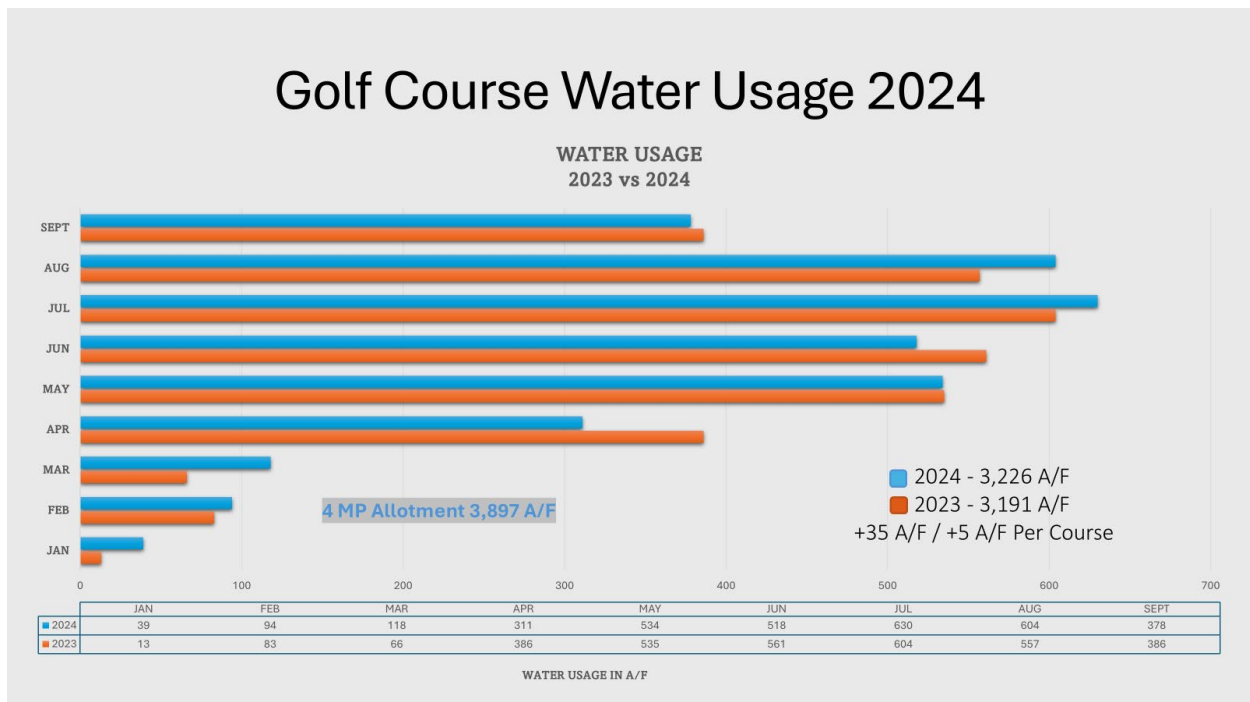 Golf Course Water Usage 2024
WATER USAGE
2023 vs 2024
SEPT
AUG
JUL
JUN
MAY
APR
MAR
FEB
JAN
4 MP Allotment 3,897 A/F
2024 - 3,226 A/F
2023 - 3,191 A/F
+35 A/F / +5 A/F Per Course
0 100 200 300 400 500 600 700
JAN FEB MAR APR MAY JUN JUL AUG SEPT
2024 39 94 118 311 534 518 630 604 378
2023 13 83 66 386 535 561 604 557 386
WATER USAGE IN A/F